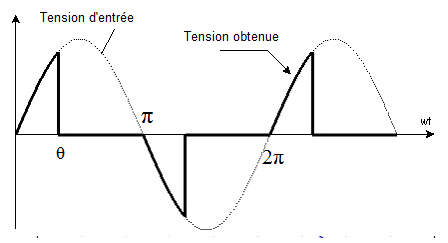 Tension d'entrée
Tension obtenue
π
wt
θ
2π